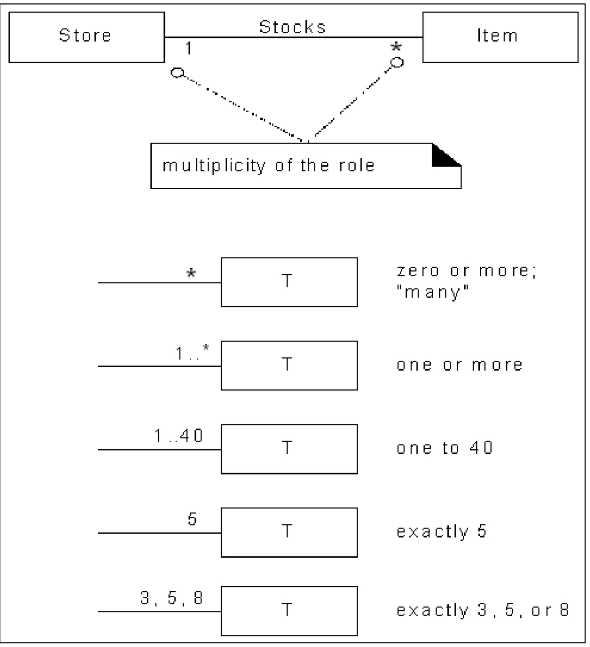 Store
Stocks
Item
1
*
multiplicity of the role
*
T
zero or more;
"many"
1..*
T
one or more
1..40
T
one to 40
5
T
exactly 5
3, 5, 8
T
exactly 3, 5, or 8